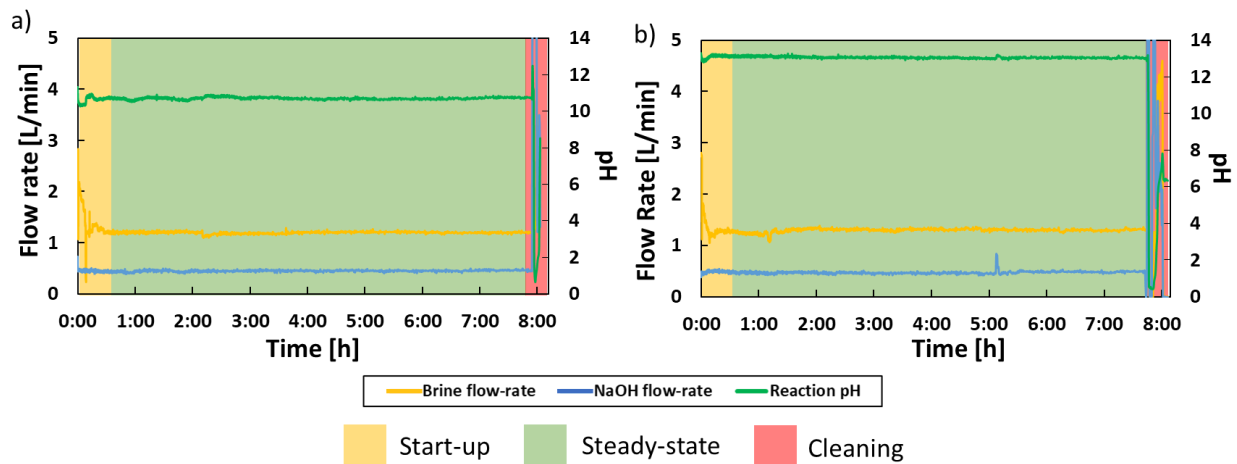 a)
Flow rate [L/min]
5
4
3
2
1
0
14
12
10
8
6
4
2
0
pH
0:00 1:00 2:00 3:00 4:00 5:00 6:00 7:00 8:00
Time [h]
b)
Flow Rate [L/min]
5
4
3
2
1
0
14
12
10
8
6
4
2
0
pH
0:00 1:00 2:00 3:00 4:00 5:00 6:00 7:00 8:00
Time [h]
Brine flow-rate NaOH flow-rate Reaction pH
Start-up Steady-state Cleaning